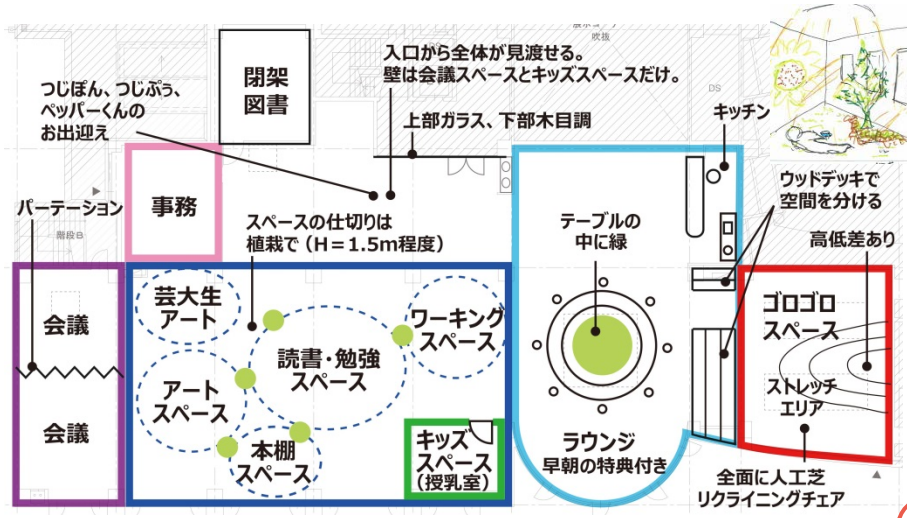 吹抜
入口から全体が見渡せる。
壁は会議スペースとキッズスペースだけ。
閉架
図書
つじぽん、つじぷぅ、
ペッパーくんの
お出迎え
上部ガラス、下部木目調
DS
キッチン
パーテーション
事務
階段B
スペースの仕切りは
植栽で（H＝1.5m程度）
テーブルの
中に緑
ウッドデッキで
空間を分ける
高低差あり
会議
会議
芸大生
アート
ワーキング
スペース
読書・勉強
スペース
アート
スペース
本棚
スペース
キッズ
スペース
（授乳室）
ラウンジ
早朝の特典付き
ゴロゴロ
スペース
ストレッチ
エリア
全面に人工芝
リクライニングチェア